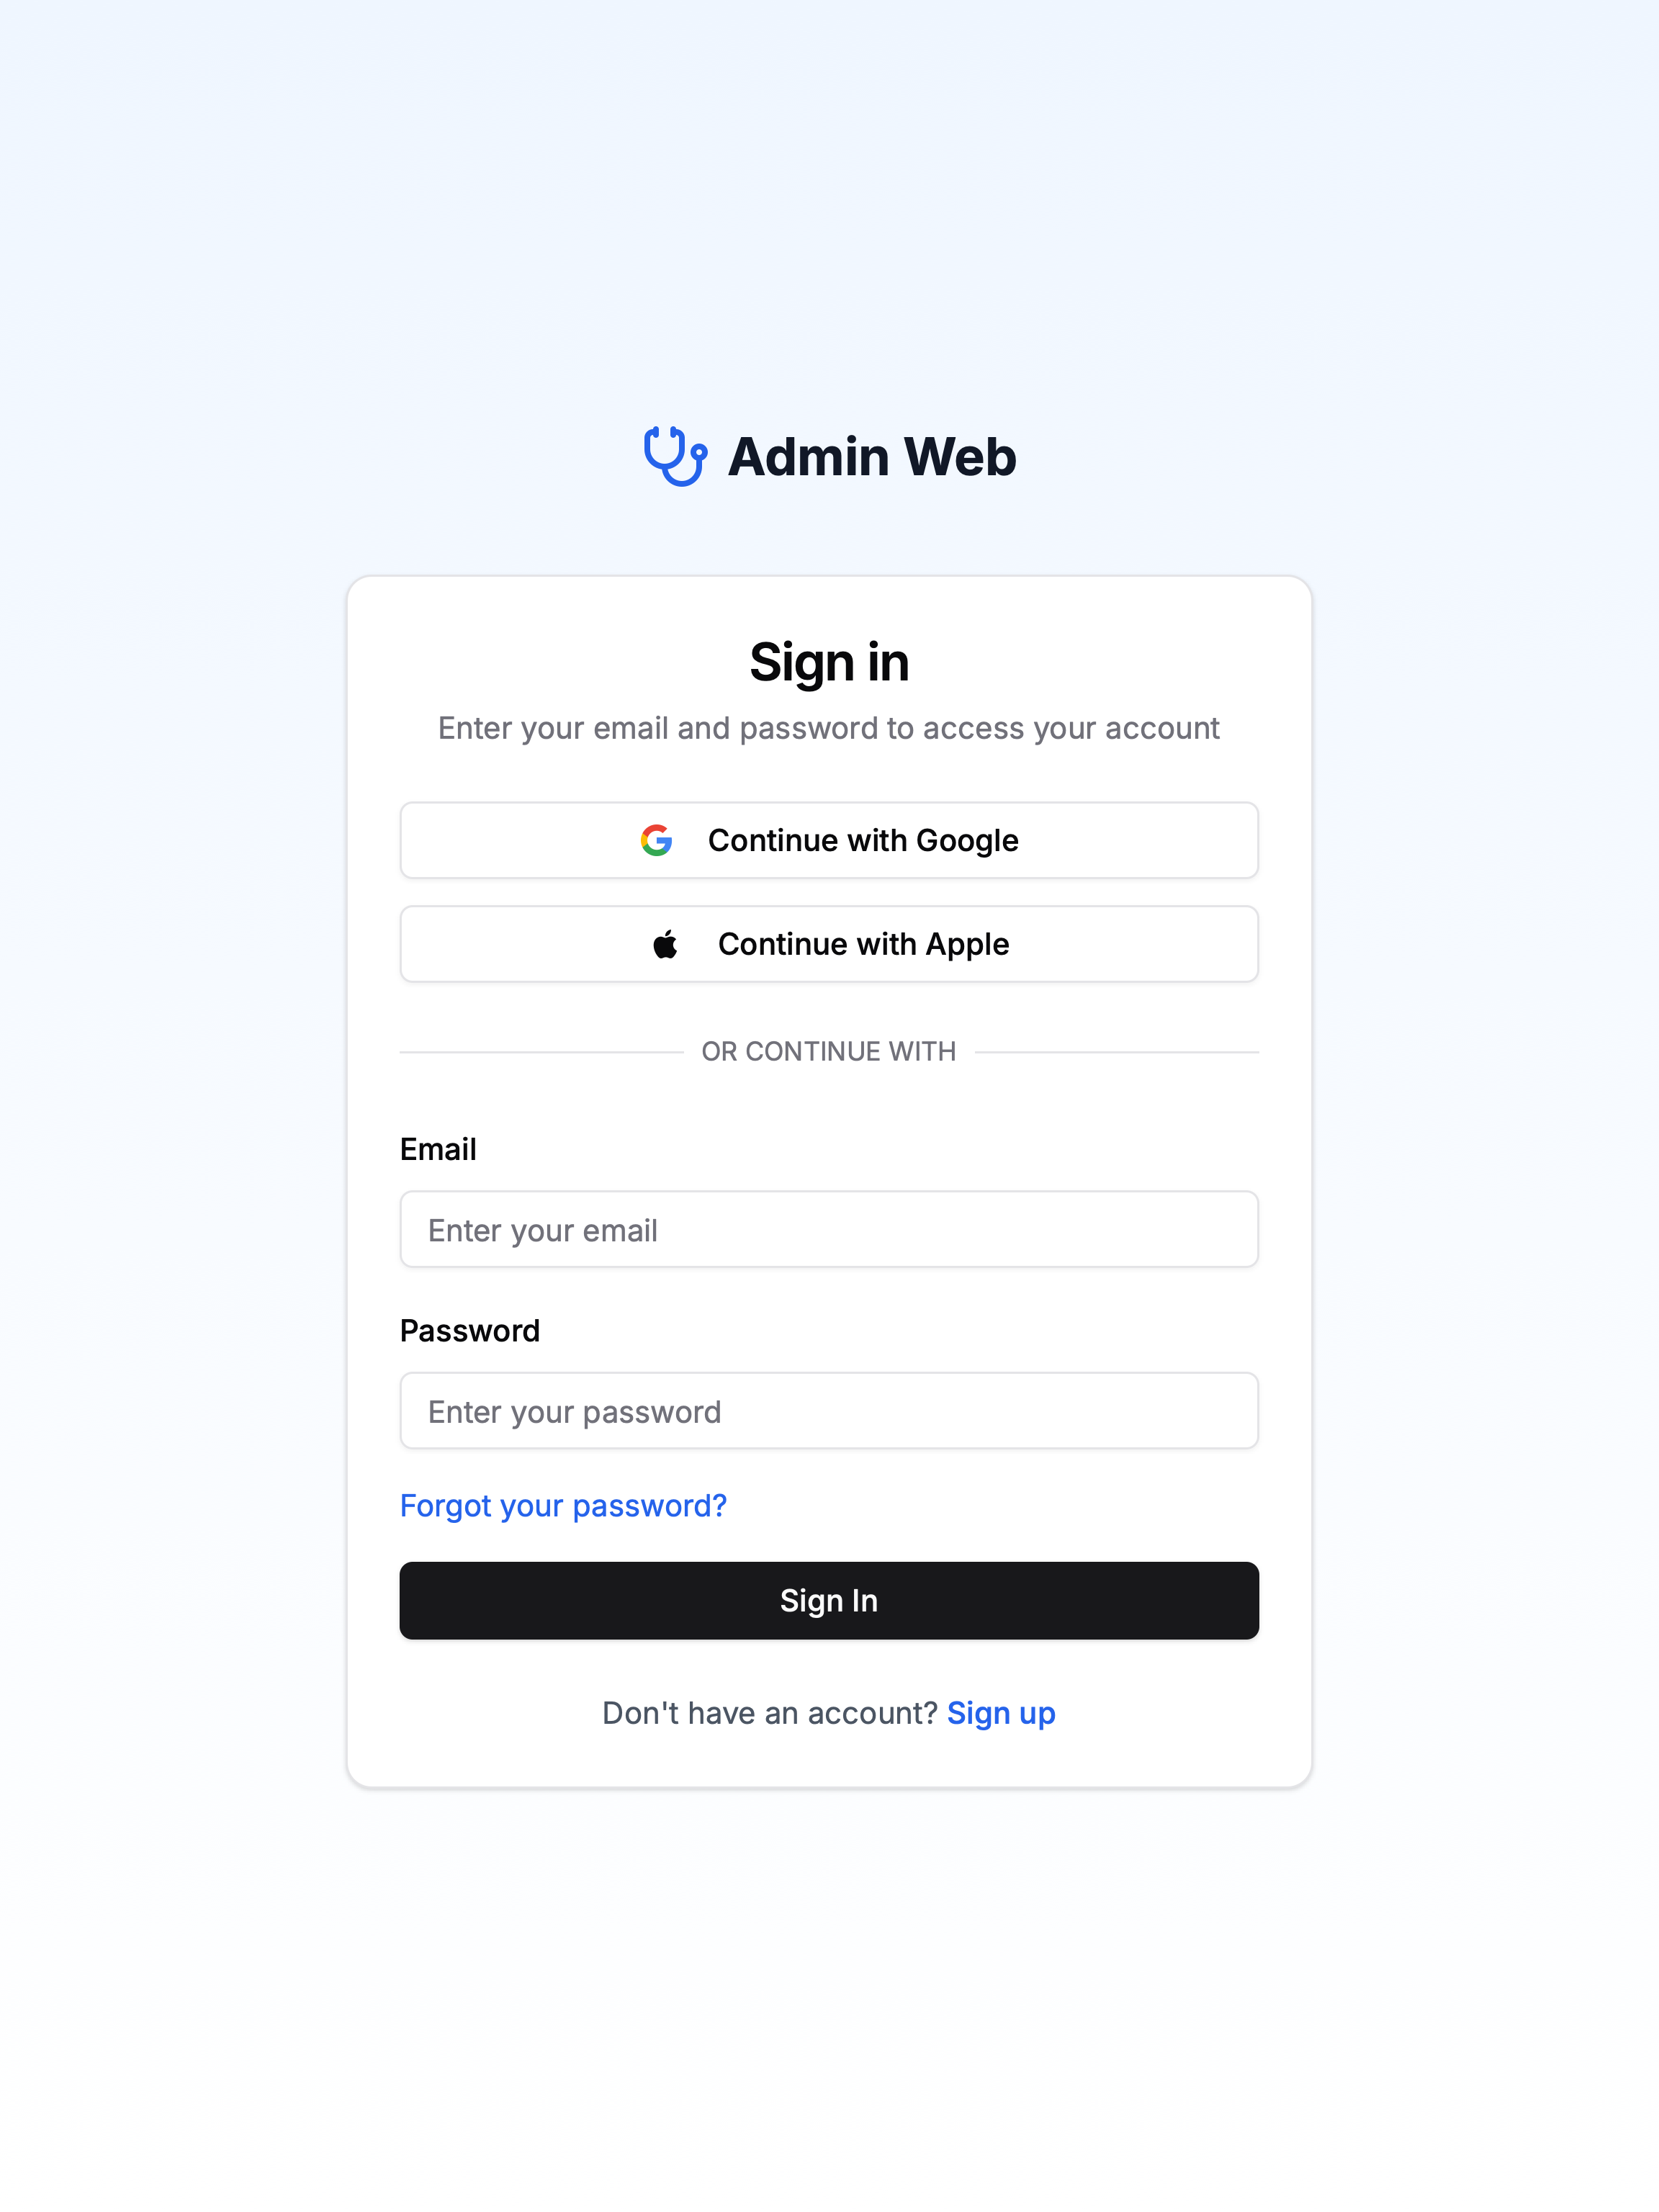 Admin Web
Sign in
Enter your email and password to access your account
Continue with Google
Continue with Apple
OR CONTINUE WITH
Email
Enter your email
Password
Enter your password
Forgot your password?
Sign In
Don't have an account? Sign up